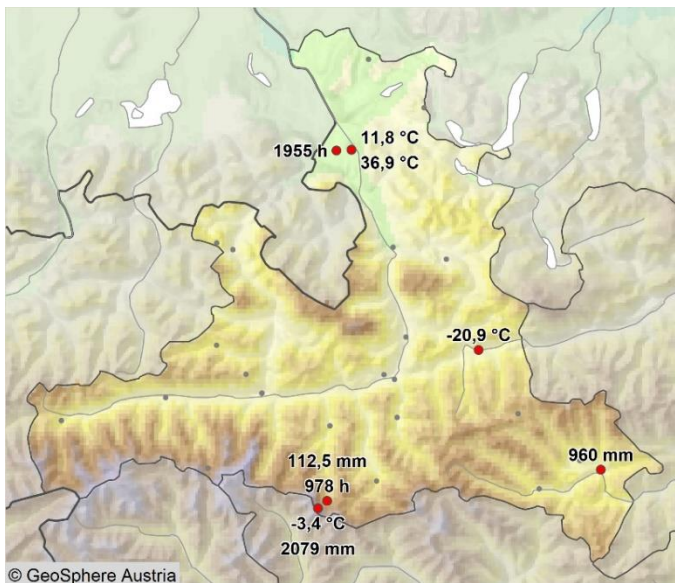 11,8 °C
1955 h
36,9 °C
-20,9 °C
960 mm
112,5 mm
978 h
-3,4 °C
2079 mm
© GeoSphere Austria